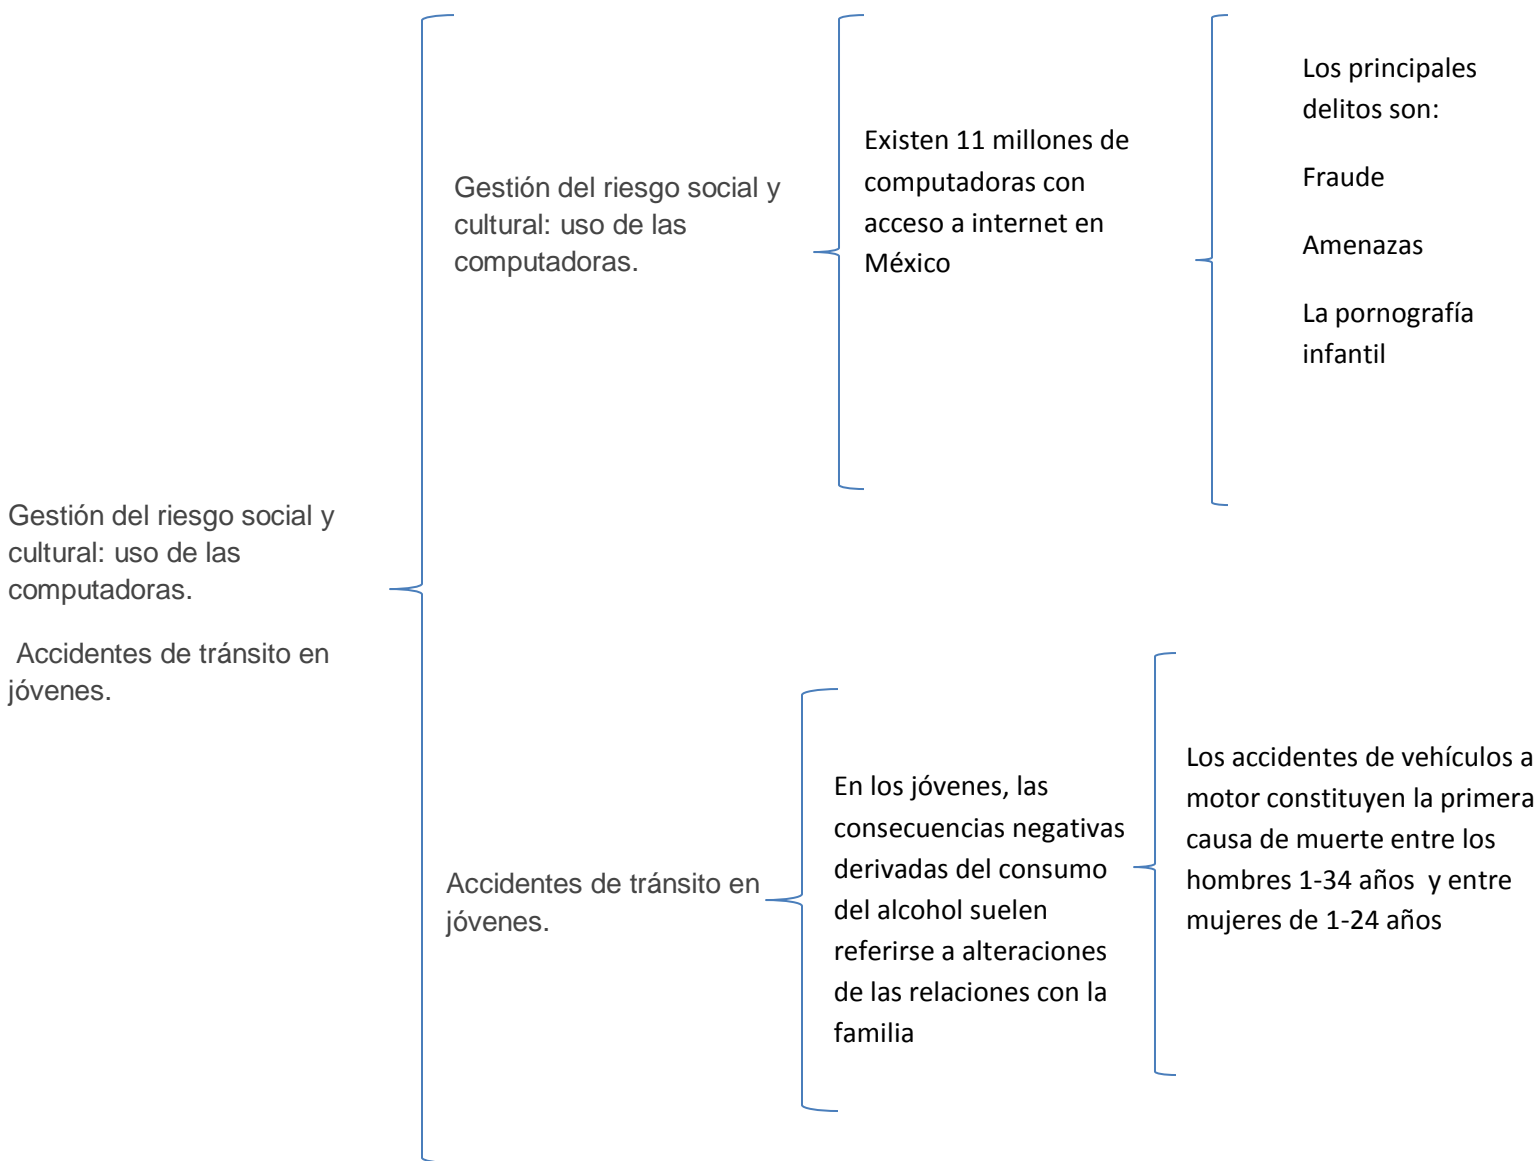 Gestión del riesgo social y
cultural: uso de las
computadoras.
Accidentes de tránsito en
jóvenes.
Gestión del riesgo social y
cultural: uso de las
computadoras.
Existen 11 millones de
computadoras con
acceso a internet en
México
Los principales
delitos son:
Fraude
Amenazas
La pornografía
infantil
Accidentes de tránsito en
jóvenes.
En los jóvenes, las
consecuencias negativas
derivadas del consumo
del alcohol suelen
referirse a alteraciones
de las relaciones con la
familia
Los accidentes de vehículos a
motor constituyen la primera
causa de muerte entre los
hombres 1-34 años  y entre
mujeres de 1-24 años